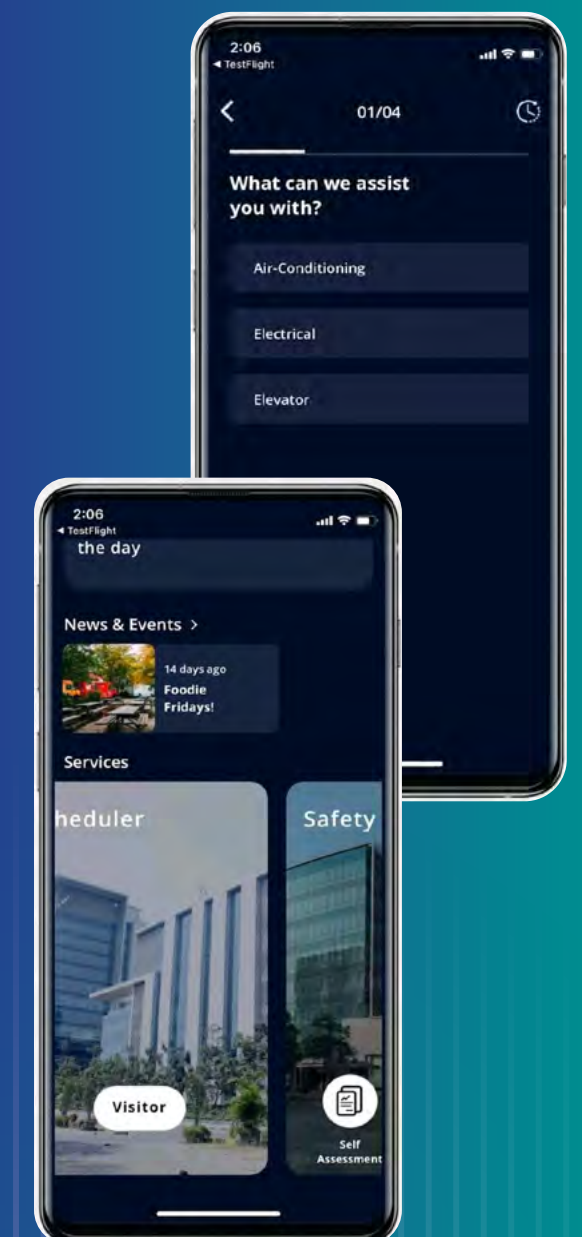 2:06
TestFlight
01/04
What can we assist
you with?
Air-Conditioning
Electrical
Elevator
2:06
TestFlight
the day
News & Events >
14 days ago
Foodie
Fridays!
Services
heduler
Safety
Visitor
Self
Assessment